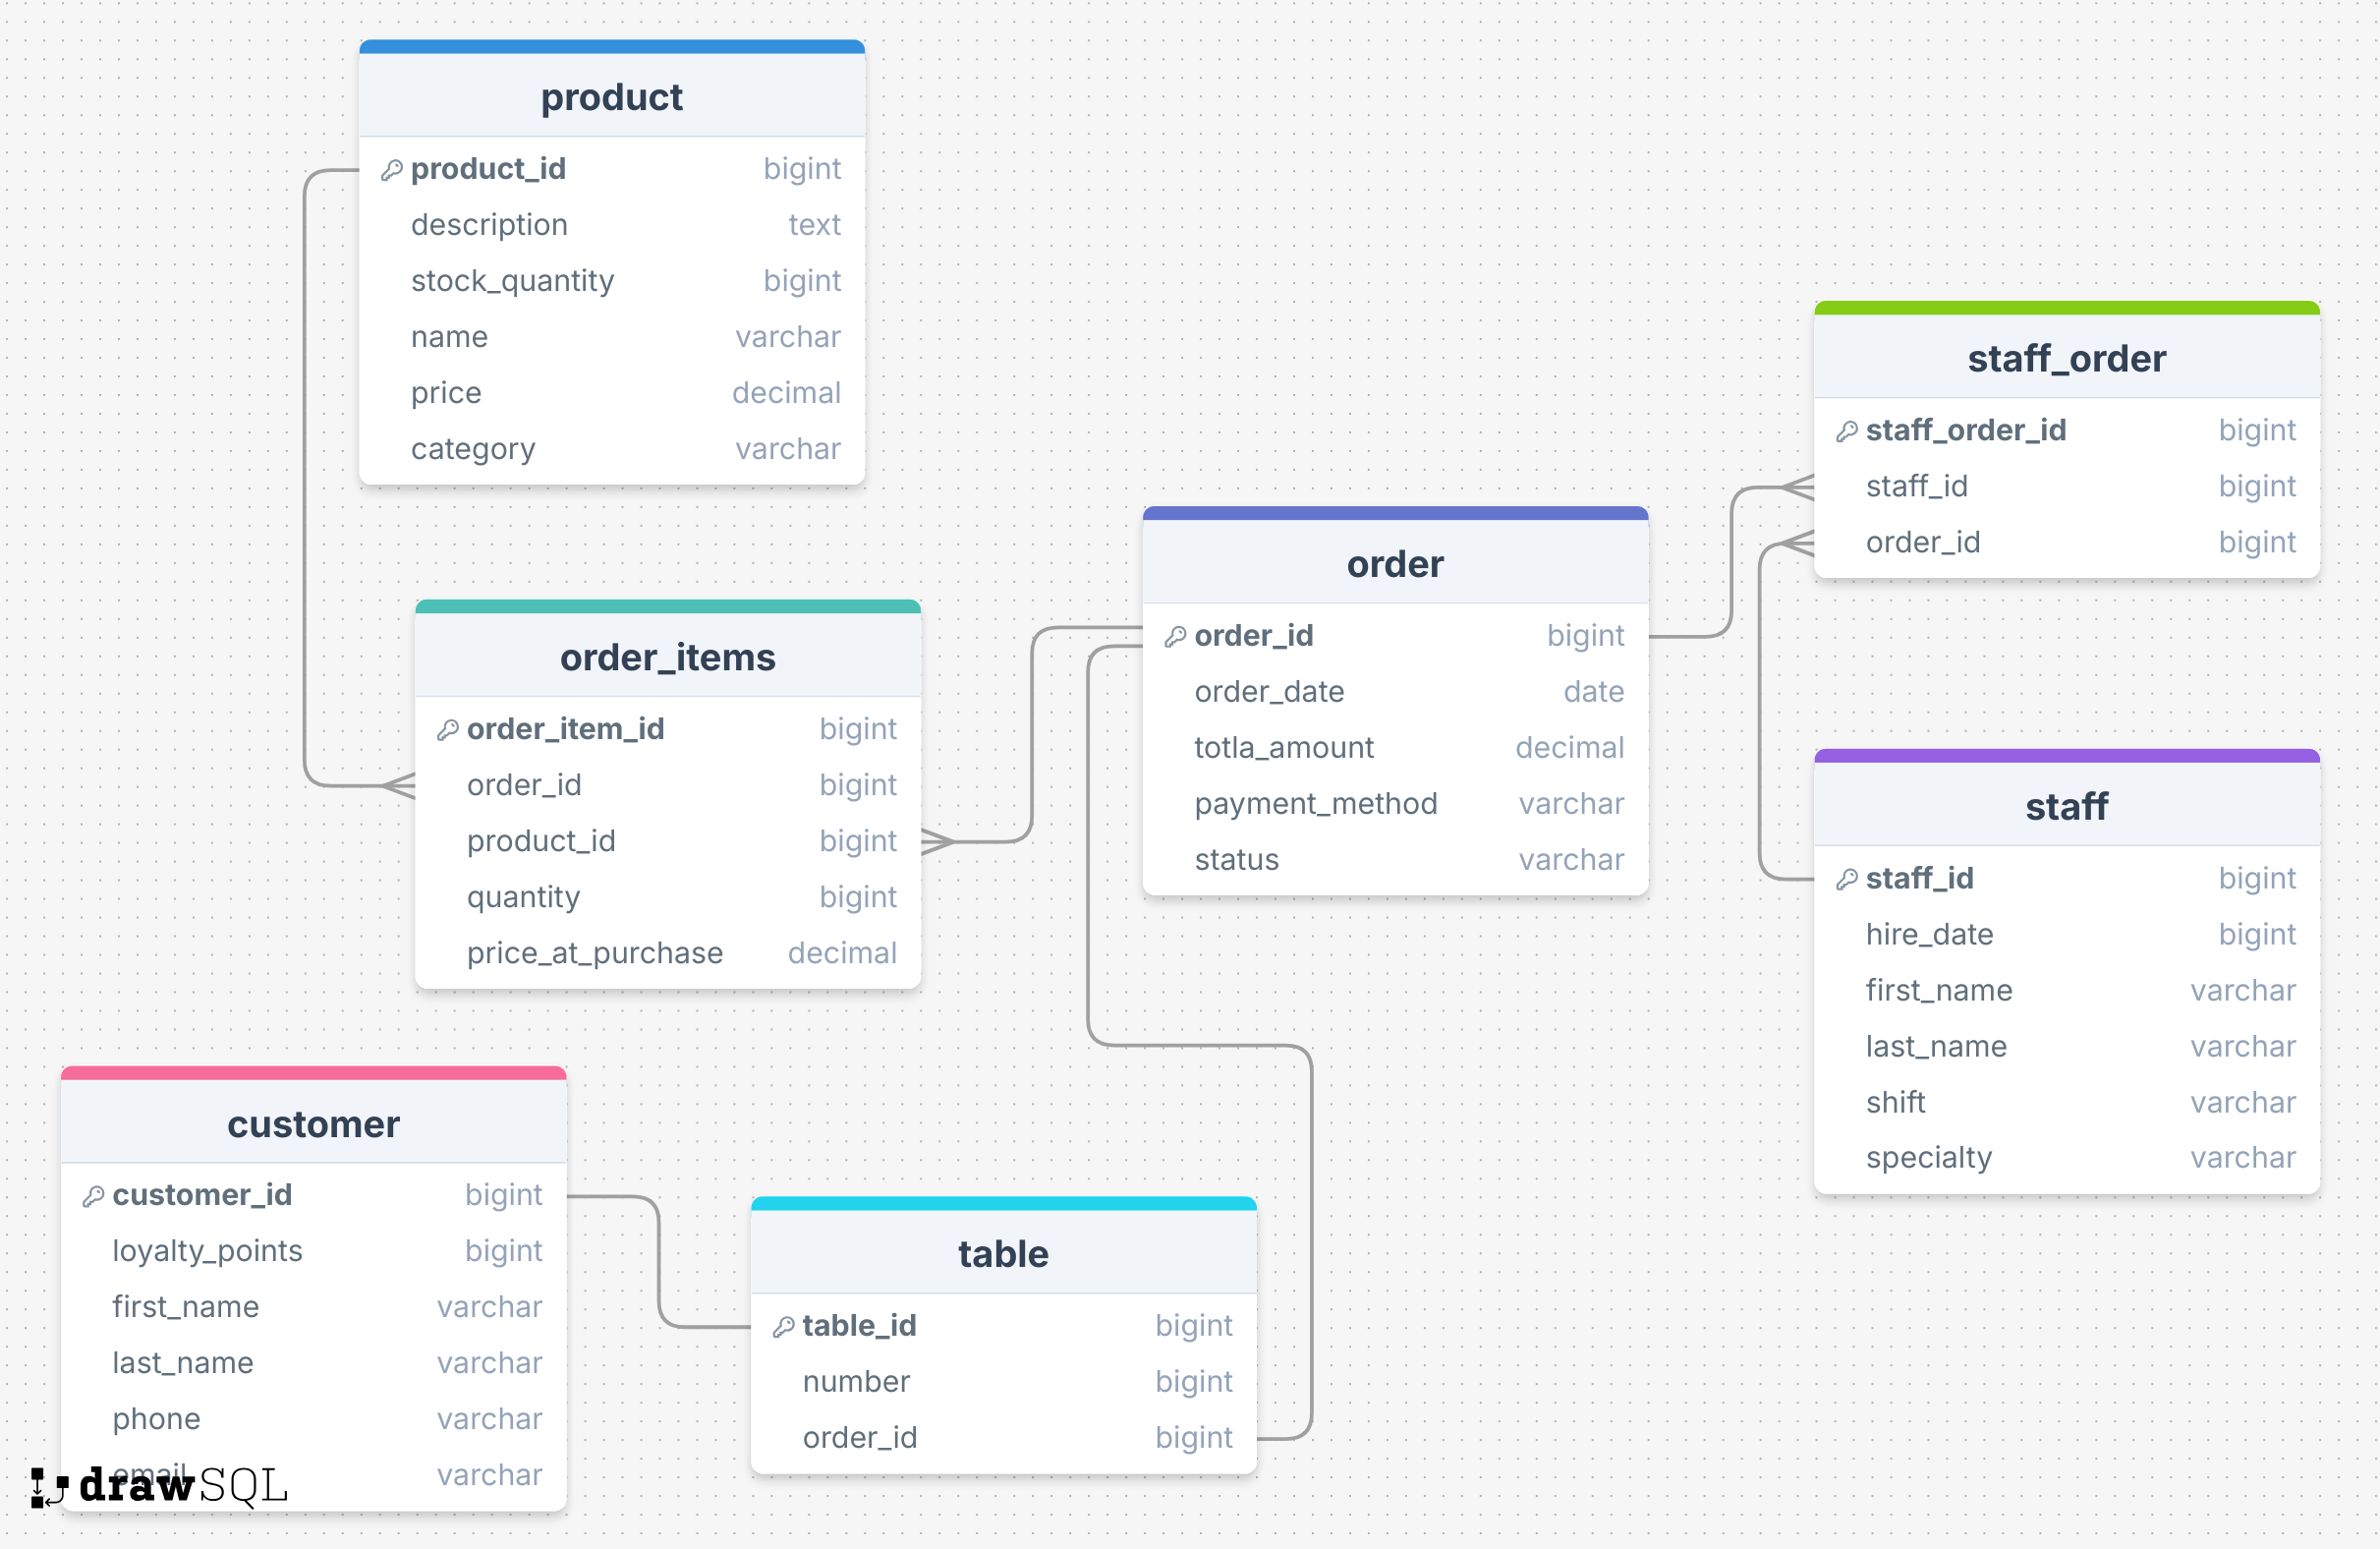 product
product_id bigint
description text
stock_quantity bigint
name varchar
price decimal
category varchar
order_items
order_item_id bigint
order_id bigint
product_id bigint
quantity bigint
price_at_purchase decimal
customer
customer_id bigint
loyalty_points bigint
first_name varchar
last_name varchar
phone varchar
email varchar
drawSQL
table
table_id bigint
number bigint
order_id bigint
order
order_id bigint
order_date date
totla_amount decimal
payment_method varchar
status varchar
staff_order
staff_order_id bigint
staff_id bigint
order_id bigint
staff
staff_id bigint
hire_date bigint
first_name varchar
last_name varchar
shift varchar
specialty varchar